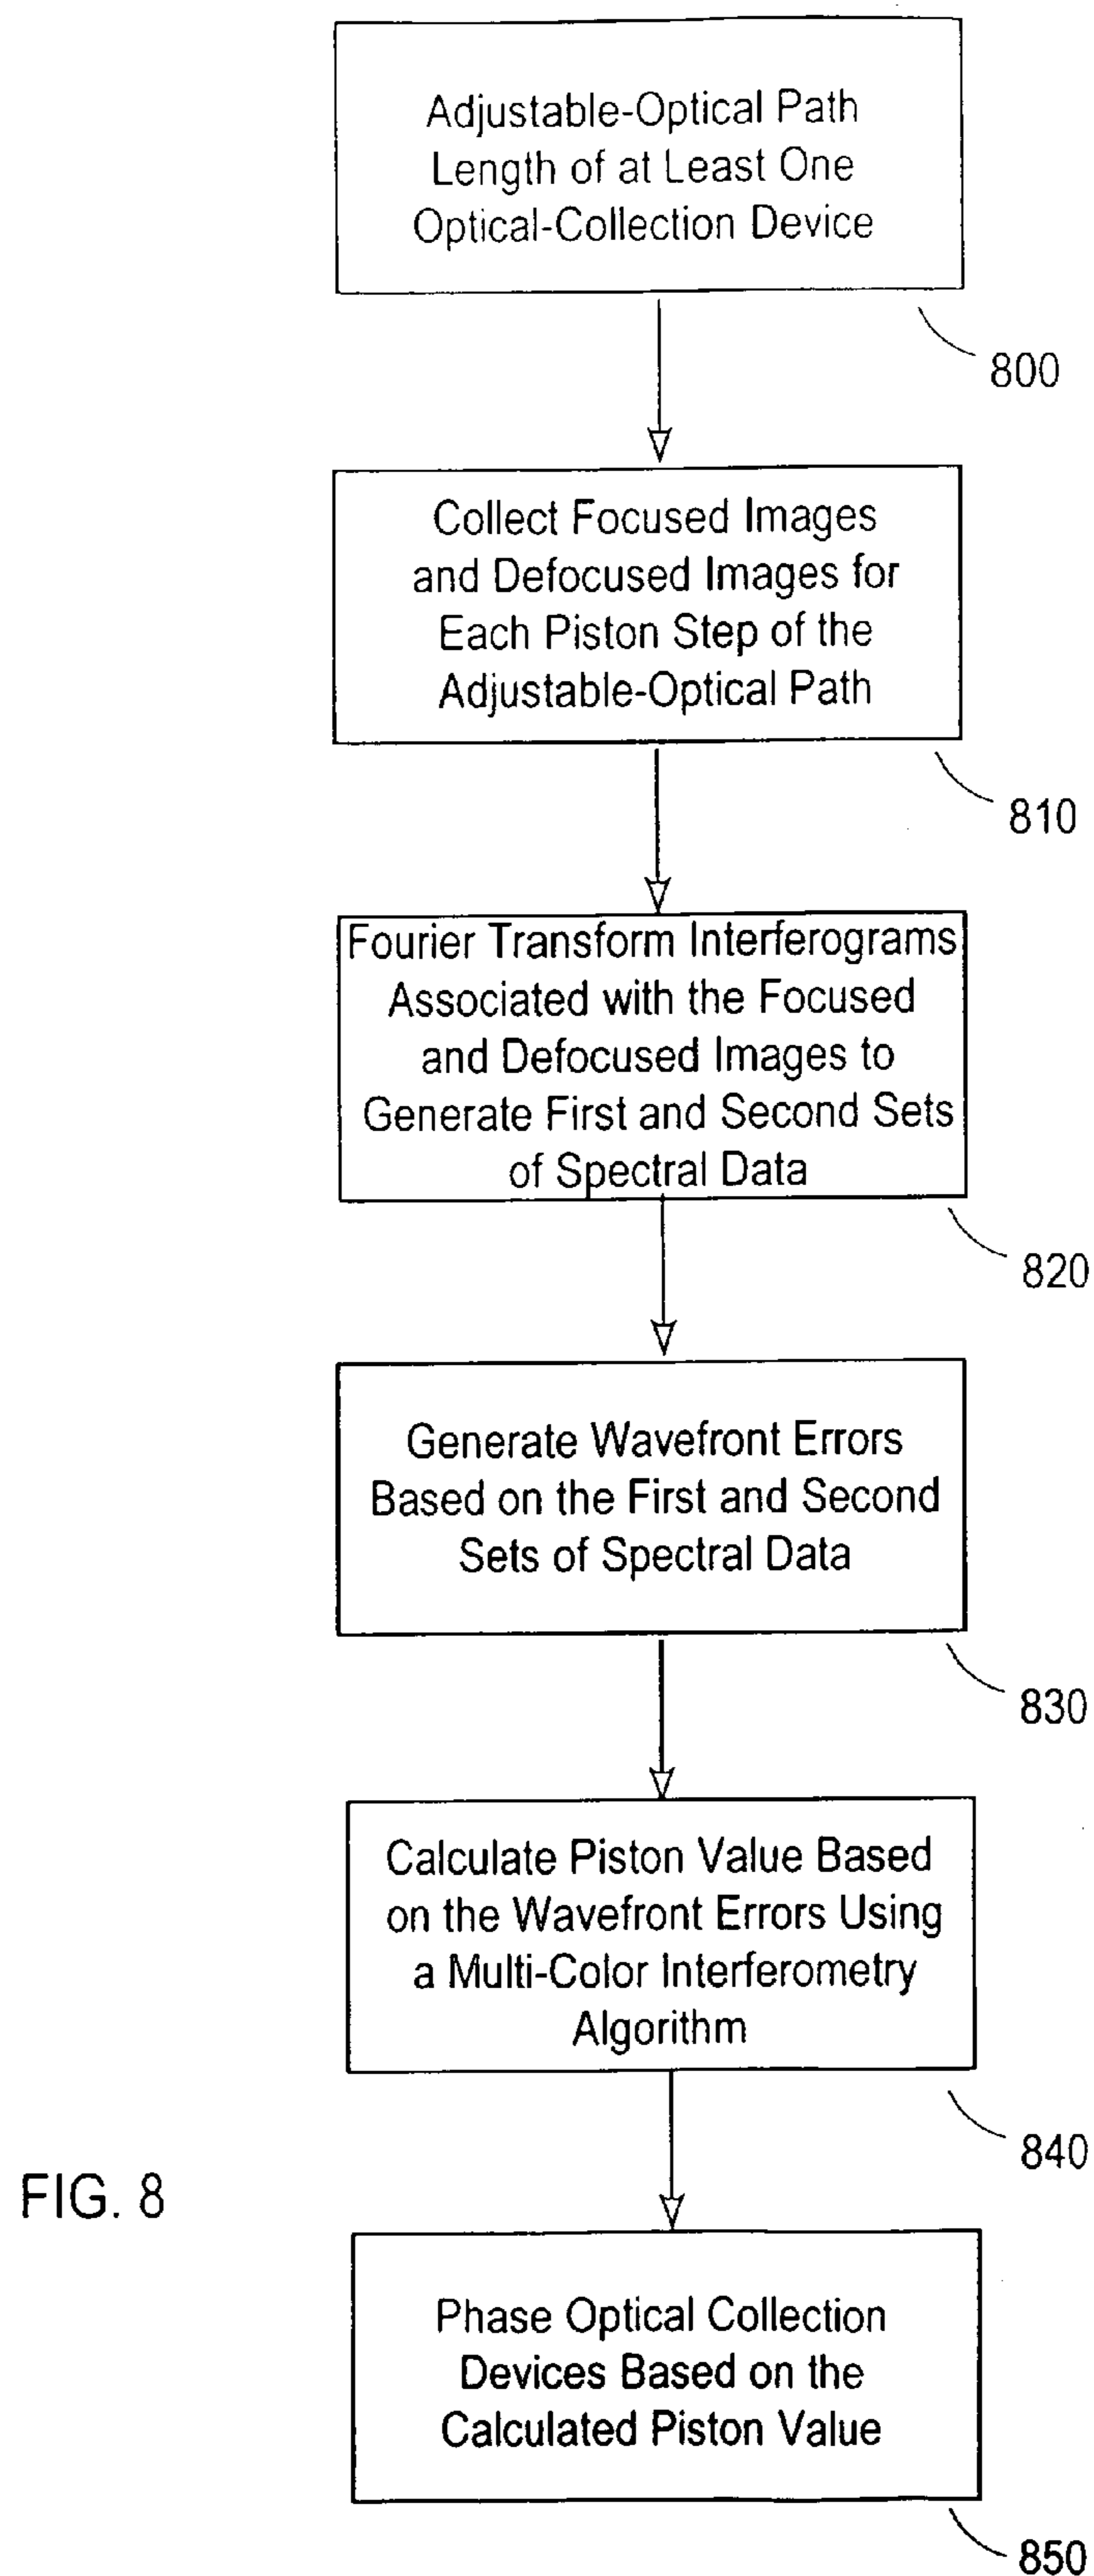 Adjustable-Optical Path
Length of at Least One
Optical-Collection Device
800
Collect Focused Images
and Defocused Images for
Each Piston Step of the
Adjustable-Optical Path
810
Fourier Transform Interferograms
Associated with the Focused
and Defocused Images to
Generate First and Second Sets
of Spectral Data
820
Generate Wavefront Errors
Based on the First and Second
Sets of Spectral Data
830
Calculate Piston Value Based
on the Wavefront Errors Using
a Multi-Color Interferometry
Algorithm
840
FIG. 8
Phase Optical Collection
Devices Based on the
Calculated Piston Value
850